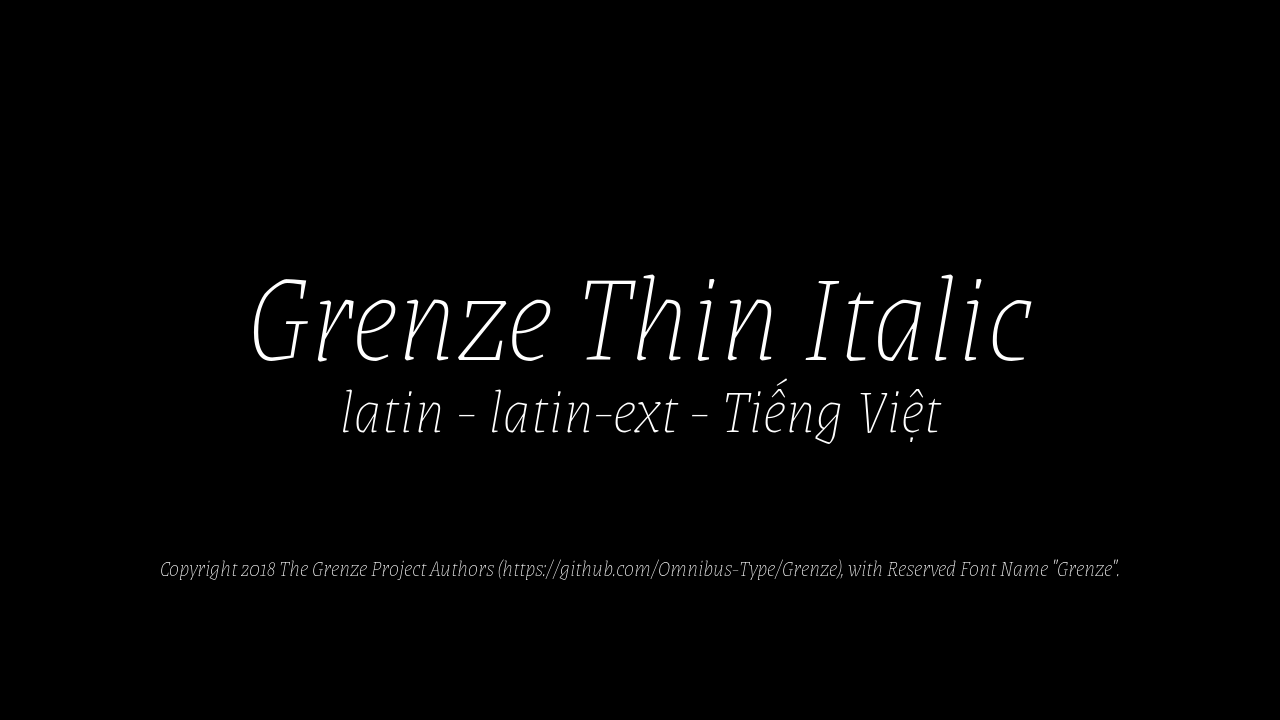 Grenze Thin Italic
latin - latin-ext - Tiếng Việt
Copyright 2018 The Grenze Project Authors (https://github.com/Omnibus-Type/Grenze), with Reserved Font Name "Grenze".